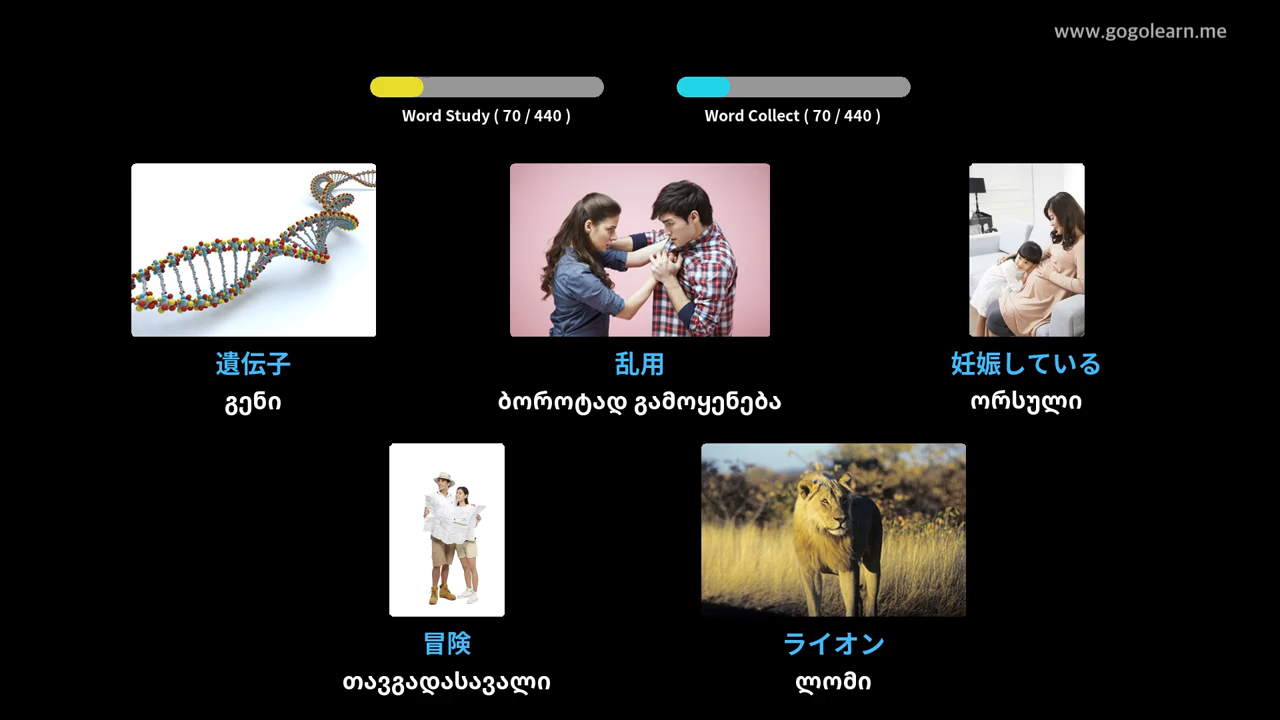 www.gogolearn.me
Word Study ( 70 / 440 )
Word Collect ( 70 / 440 )
遺伝子
გენი
乱用
ბოროტად გამოყენება
妊娠している
ორსული
冒険
თავგადასავალი
ライオン
ლომი